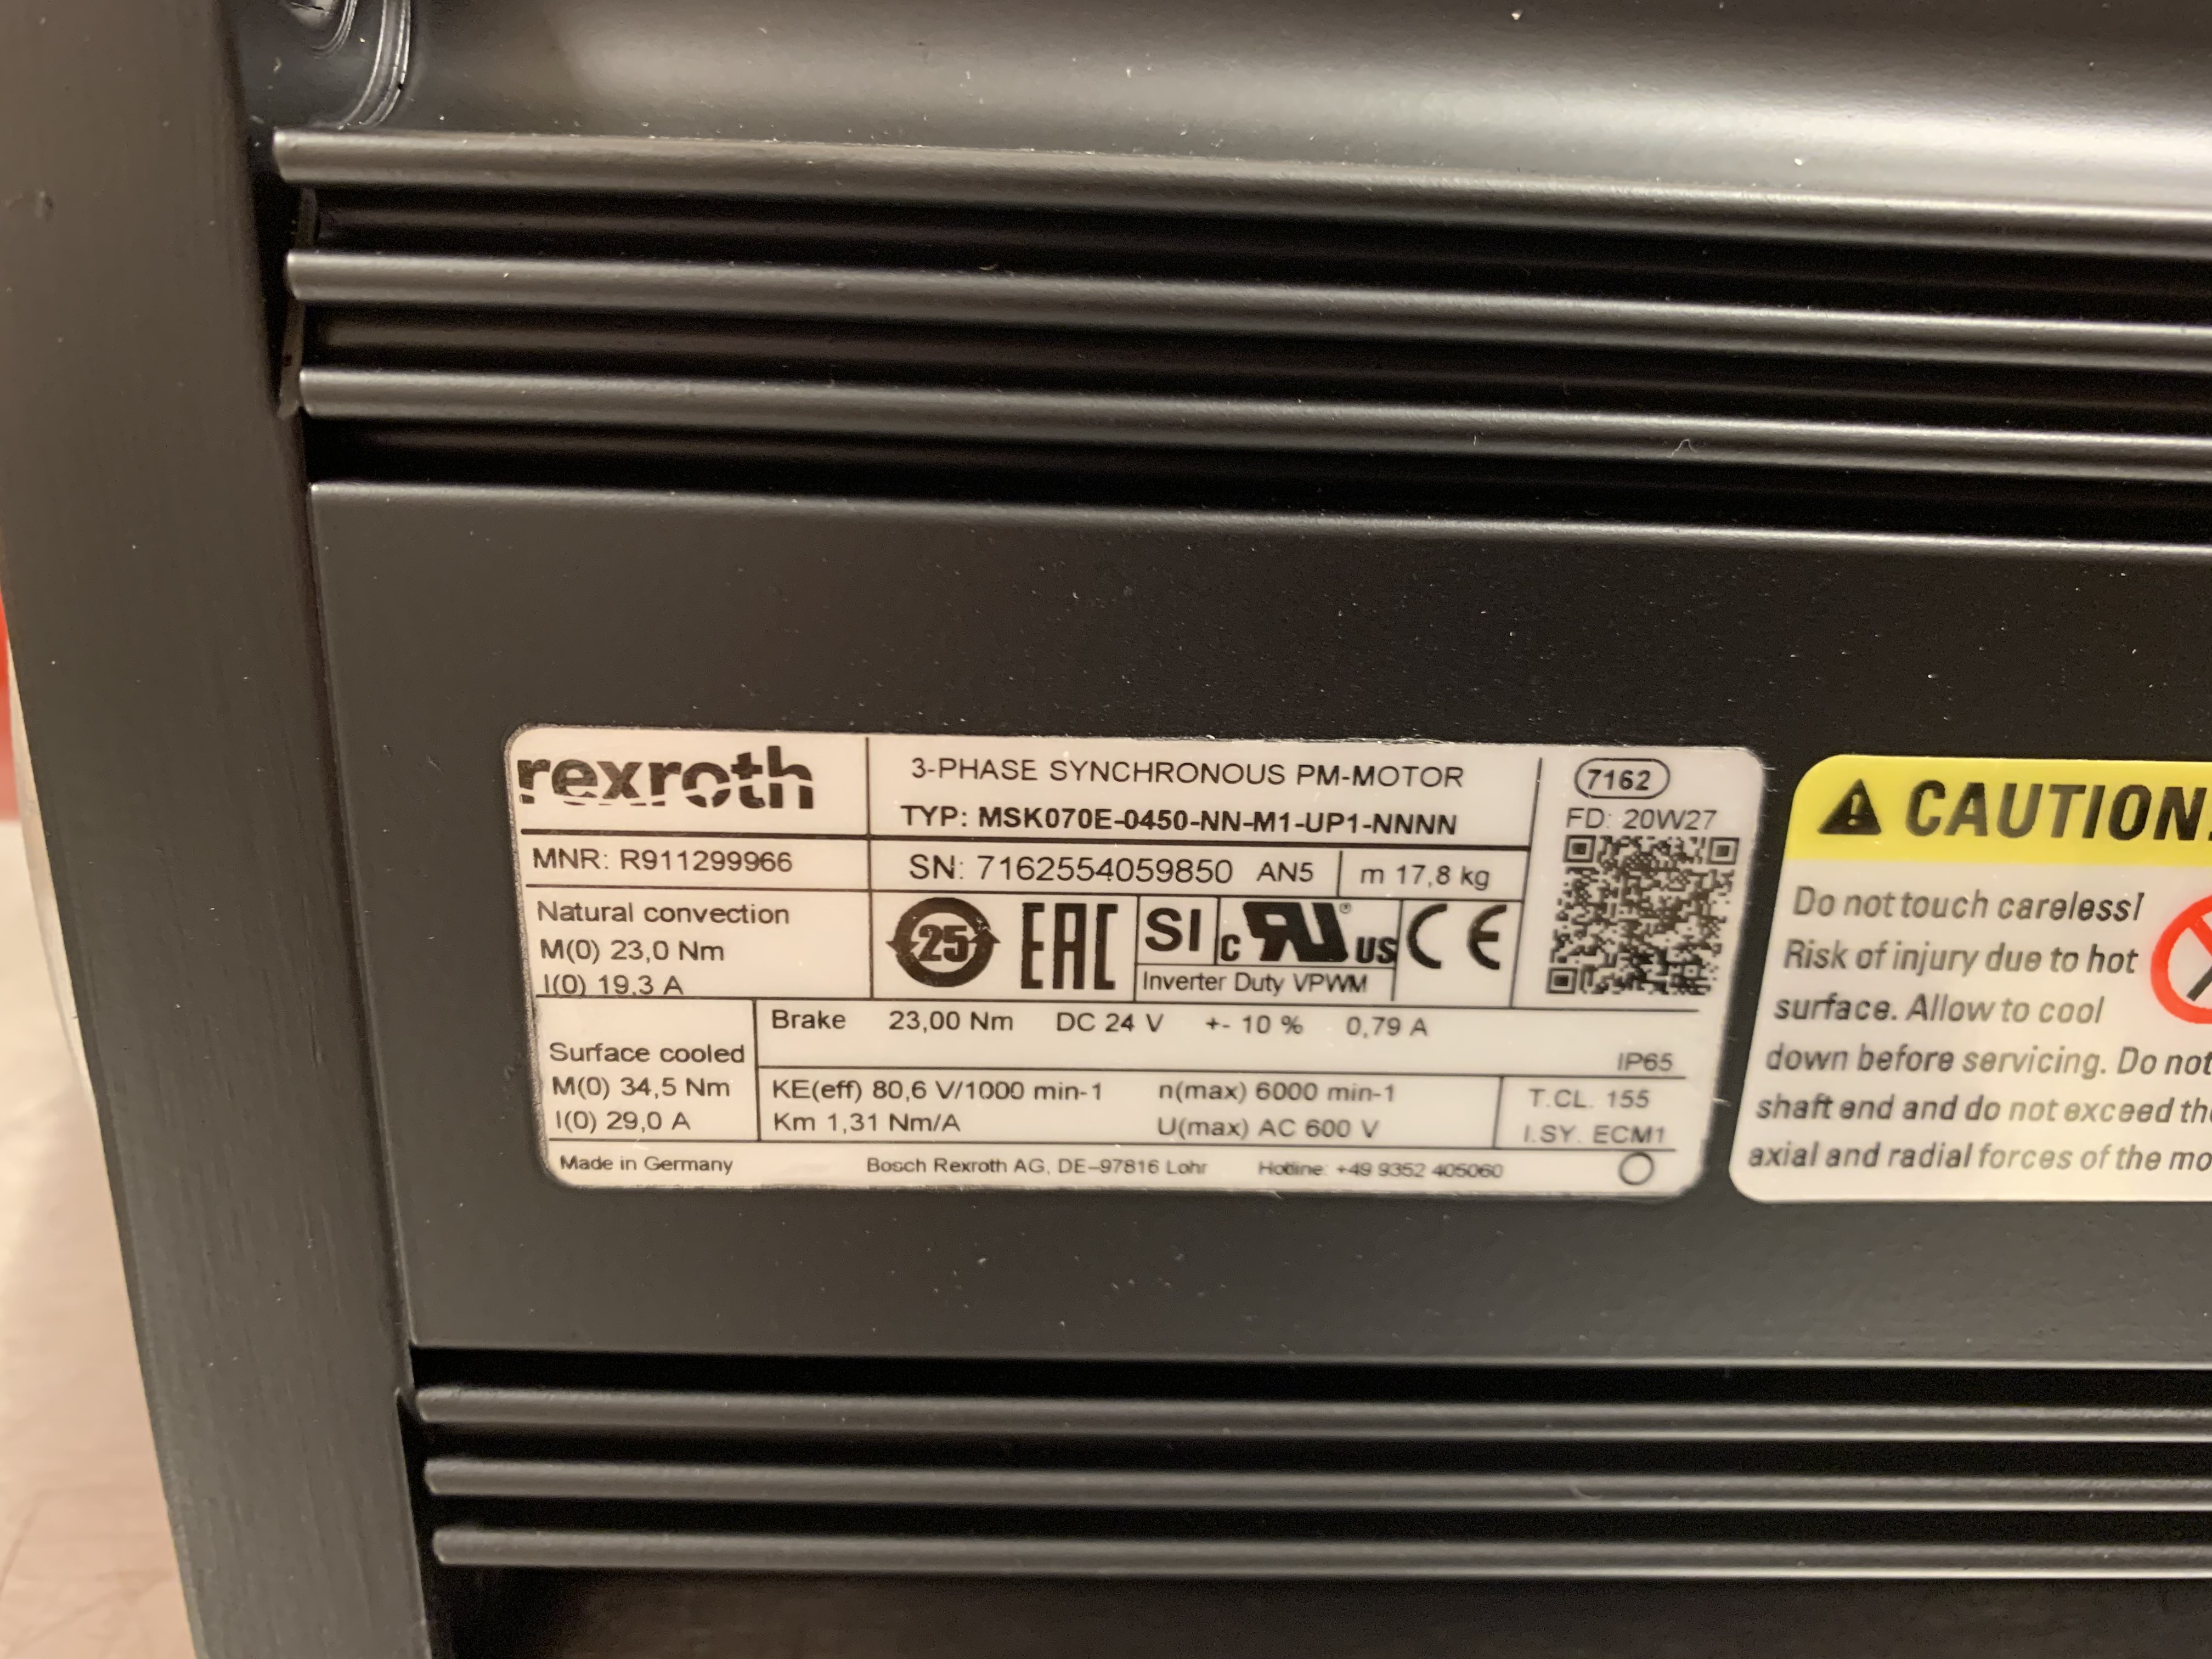 rexroth
3-PHASE SYNCHRONOUS PM-MOTOR
TYP: MSK070E-0450-NN-M1-UP1-NNNN
7162
FD: 20W27
MNR: R911299966
SN: 7162554059850 AN5
m 17,8 kg
Natural convection
M(0) 23,0 Nm
I(0) 19,3 A
25
EAC
SI
c RU® US
CE
Inverter Duty VPWM
Brake 23,00 Nm DC 24 V +- 10 % 0,79 A
IP65
Surface cooled
M(0) 34,5 Nm
I(0) 29,0 A
KE(eff) 80,6 V/1000 min-1 n(max) 6000 min-1
Km 1,31 Nm/A U(max) AC 600 V
T.CL. 155
I.SY. ECM1
Made in Germany Bosch Rexroth AG, DE-97816 Lohr Hotline: +49 9352 405060
CAUTION
Do not touch careless!
Risk of injury due to hot
surface. Allow to cool
down before servicing. Do not
shaft end and do not exceed
axial and radial forces of the